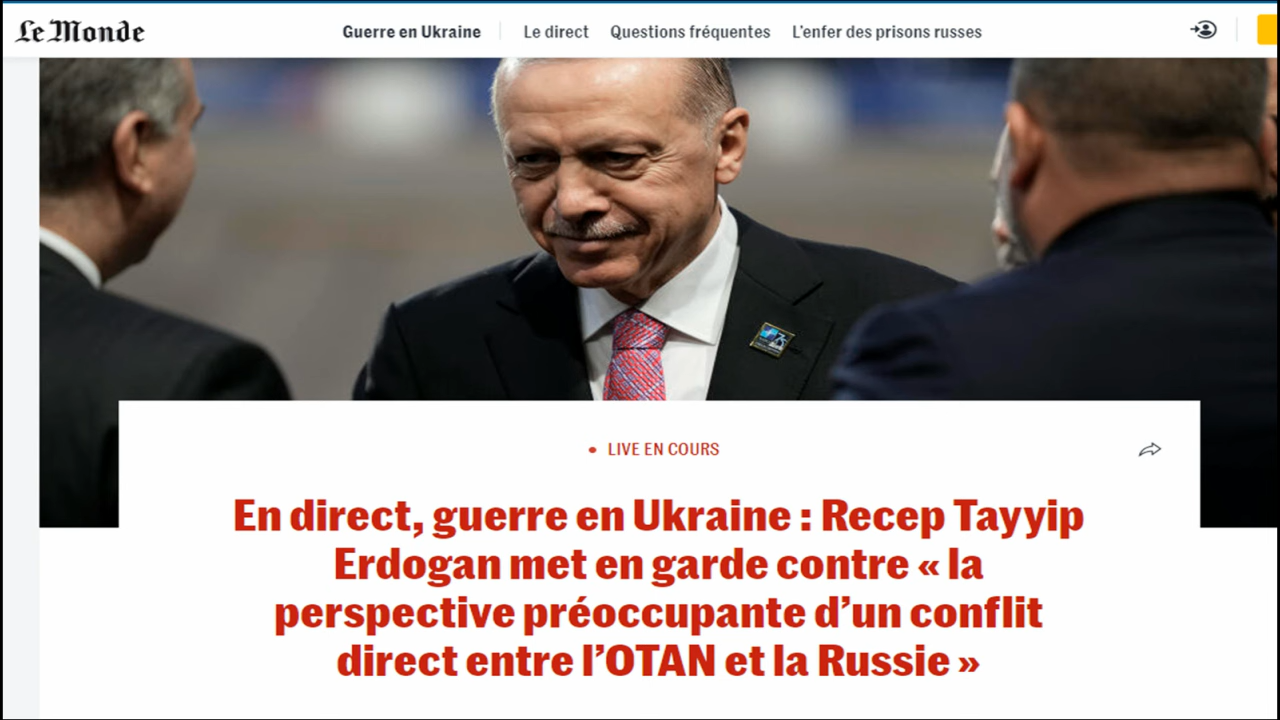 Le Monde
Guerre en Ukraine
Le direct
Questions fréquentes
L'enfer des prisons russes
• LIVE EN COURS
En direct, guerre en Ukraine : Recep Tayyip
Erdogan met en garde contre « la
perspective préoccupante d'un conflit
direct entre l'OTAN et la Russie »